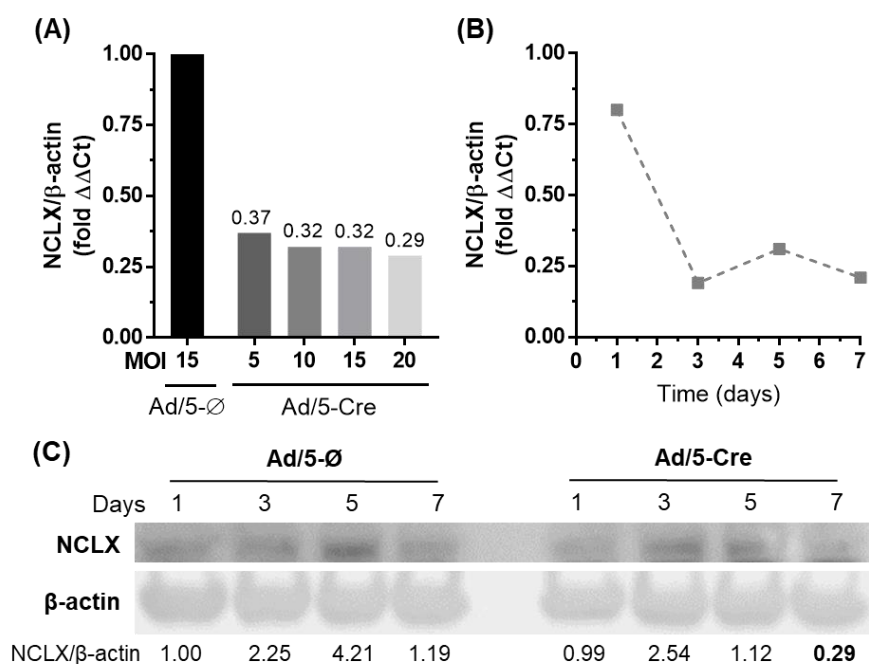 (A)
NCLX/β-actin
(fold ΔΔCt)
1.00
0.75
0.50
0.25
0.00
0.37
0.32
0.32
0.29
MOI 15 5 10 15 20
Ad/5-∅ Ad/5-Cre
(B)
NCLX/β-actin
(fold ΔΔCt)
1.00
0.75
0.50
0.25
0.00
0 1 2 3 4 5 6 7
Time (days)
(C)
Ad/5-Ø Ad/5-Cre
Days 1 3 5 7 1 3 5 7
NCLX
β-actin
NCLX/β-actin 1.00 2.25 4.21 1.19 0.99 2.54 1.12 0.29